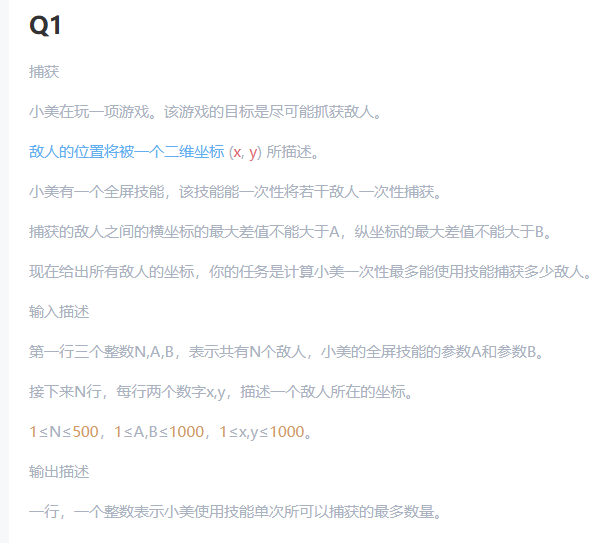 Q1
捕获
小美在玩一项游戏。该游戏的目标是尽可能抓获敌人。
敌人的位置将被一个二维坐标 (x, y) 所描述。
小美有一个全屏技能，该技能能一次性将若干敌人一次性捕获。
捕获的敌人之间的横坐标的最大差值不能大于A，纵坐标的最大差值不能大于B。
现在给出所有敌人的坐标，你的任务是计算小美一次性最多能使用技能捕获多少敌人。
输入描述
第一行三个整数N,A,B，表示共有N个敌人，小美的全屏技能的参数A和参数B。
接下来N行，每行两个数字x,y，描述一个敌人所在的坐标。
1≤N≤500，1≤A,B≤1000，1≤x,y≤1000。
输出描述
一行，一个整数表示小美使用技能单次所可以捕获的最多数量。